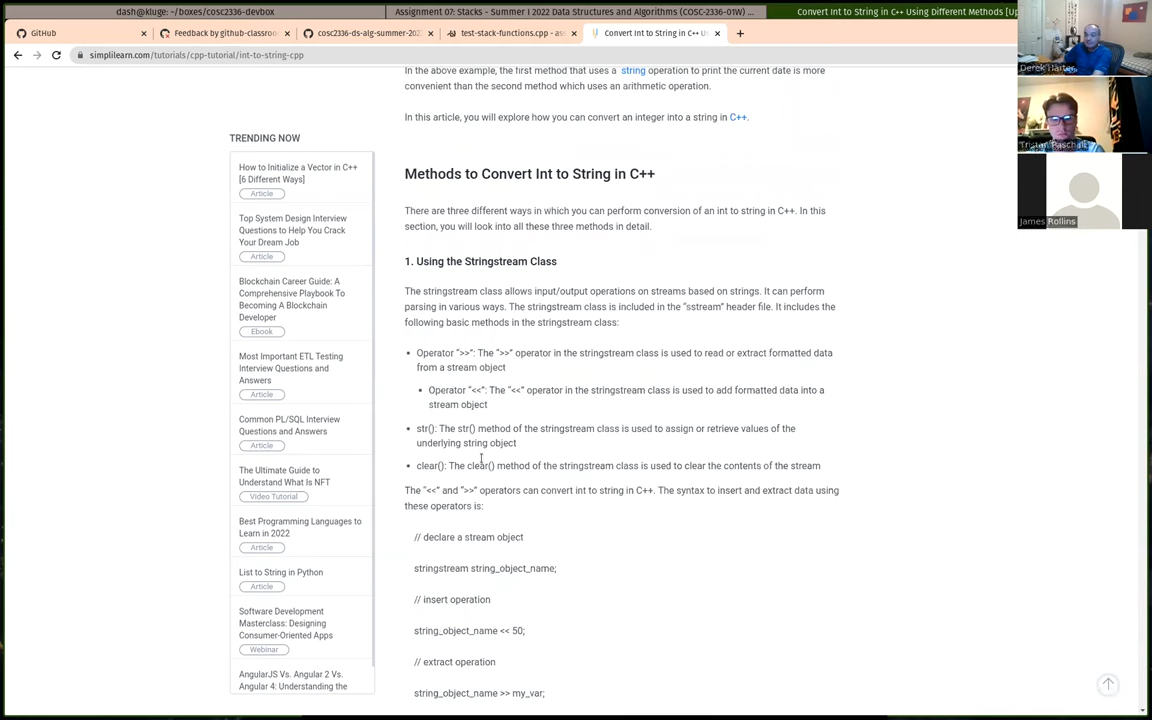 dash@kluge: ~/boxes/cosc2336-devbox
Assignment 07: Stacks - Summer I 2022 Data Structures and Algorithms (COSC-2336-01W) ...
Convert Int to String in C++ Using Different Methods [Up
GitHub
Feedback by github-classroo
cosc2336-ds-alg-summer-202
test-stack-functions.cpp - ass
Convert Int to String in C++ Us
simplilearn.com/tutorials/cpp-tutorial/int-to-string-cpp
Derek Harter
Tristan Paschall
James Rollins
In the above example, the first method that uses a string operation to print the current date is more
convenient than the second method which uses an arithmetic operation.
In this article, you will explore how you can convert an integer into a string in C++.
TRENDING NOW
How to Initialize a Vector in C++
[6 Different Ways]
Article
Top System Design Interview
Questions to Help You Crack
Your Dream Job
Article
Blockchain Career Guide: A
Comprehensive Playbook To
Becoming A Blockchain
Developer
Ebook
Most Important ETL Testing
Interview Questions and
Answers
Article
Common PL/SQL Interview
Questions and Answers
Article
The Ultimate Guide to
Understand What Is NFT
Video Tutorial
Best Programming Languages to
Learn in 2022
Article
List to String in Python
Article
Software Development
Masterclass: Designing
Consumer-Oriented Apps
Webinar
AngularJS Vs. Angular 2 Vs.
Angular 4: Understanding the
Methods to Convert Int to String in C++
There are three different ways in which you can perform conversion of an int to string in C++. In this
section, you will look into all these three methods in detail.
1. Using the Stringstream Class
The stringstream class allows input/output operations on streams based on strings. It can perform
parsing in various ways. The stringstream class is included in the “sstream” header file. It includes the
following basic methods in the stringstream class:
• Operator “>>”: The “>>” operator in the stringstream class is used to read or extract formatted data
from a stream object
• Operator “<<”: The “<<” operator in the stringstream class is used to add formatted data into a
stream object
• str(): The str() method of the stringstream class is used to assign or retrieve values of the
underlying string object
• clear(): The clear() method of the stringstream class is used to clear the contents of the stream
The “<<” and “>>” operators can convert int to string in C++. The syntax to insert and extract data using
these operators is:
// declare a stream object
stringstream string_object_name;
// insert operation
string_object_name << 50;
// extract operation
string_object_name >> my_var;